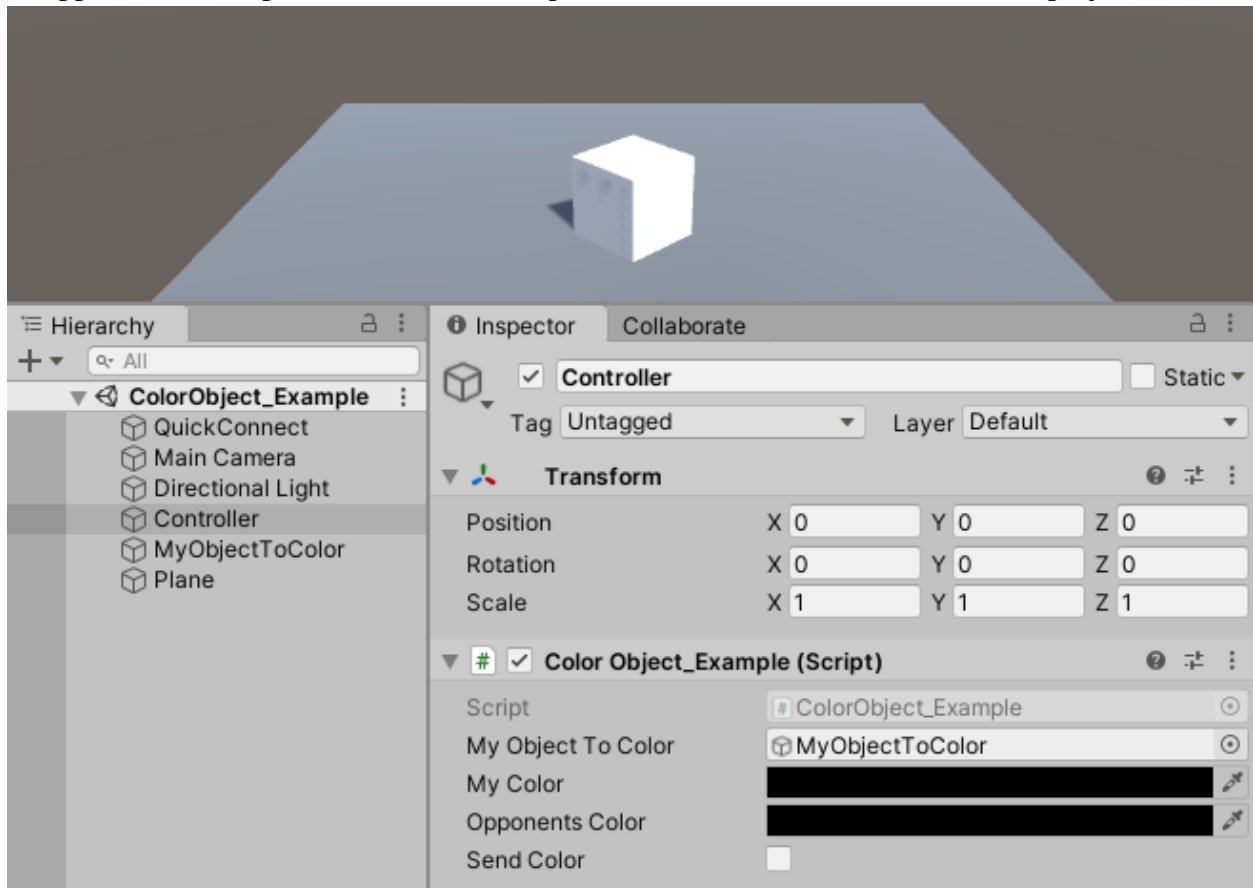 Hierarchy
All
ColorObject_Example
QuickConnect
Main Camera
Directional Light
Controller
MyObjectToColor
Plane
Inspector Collaborate
Controller Static
Tag Untagged Layer Default
Transform
Position X 0 Y 0 Z 0
Rotation X 0 Y 0 Z 0
Scale X 1 Y 1 Z 1
# Color Object_Example (Script)
Script # ColorObject_Example
My Object To Color MyObjectToColor
My Color
Opponents Color
Send Color